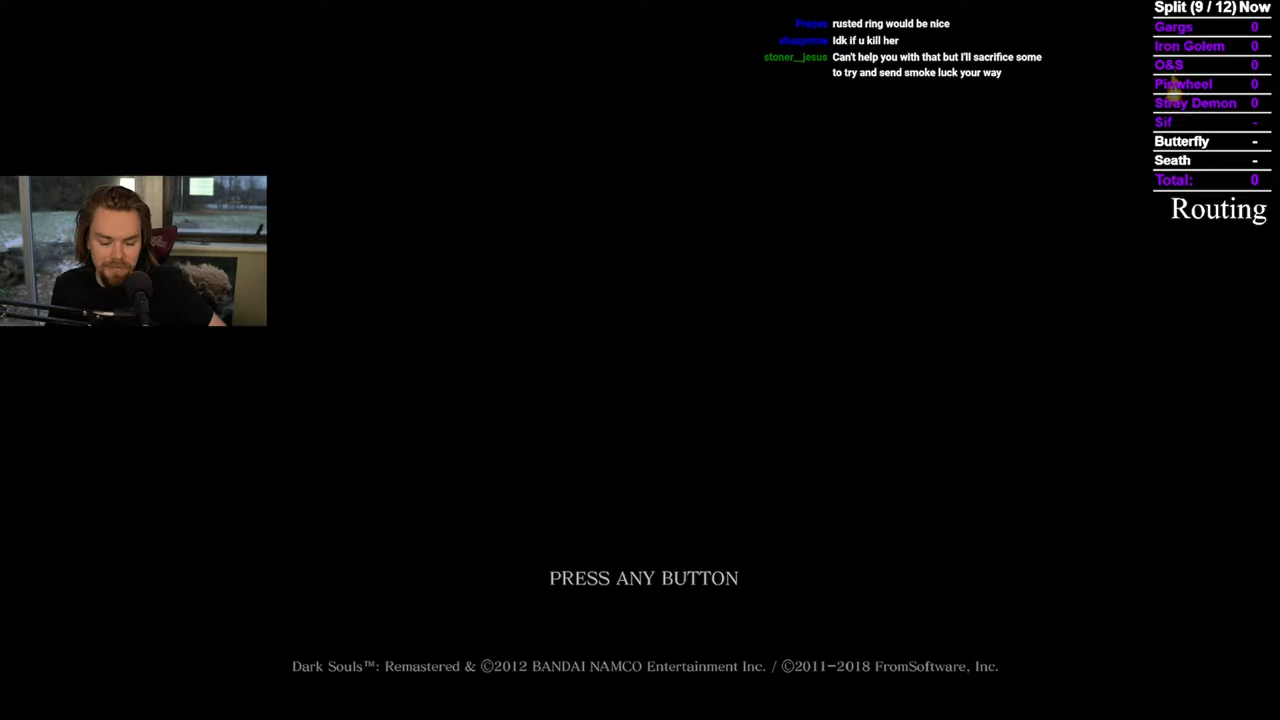 Split (9 / 12) Now
Gargs 0
Iron Golem 0
O&S 0
Pinwheel 0
Stray Demon 0
Sif -
Butterfly -
Seath -
Total: 0
Routing
rusted ring would be nice
Idk if u kill her
stoner__jesus Can't help you with that but I'll sacrifice some
to try and send smoke luck your way
PRESS ANY BUTTON
Dark Souls™: Remastered & ©2012 BANDAI NAMCO Entertainment Inc. / ©2011-2018 FromSoftware, Inc.